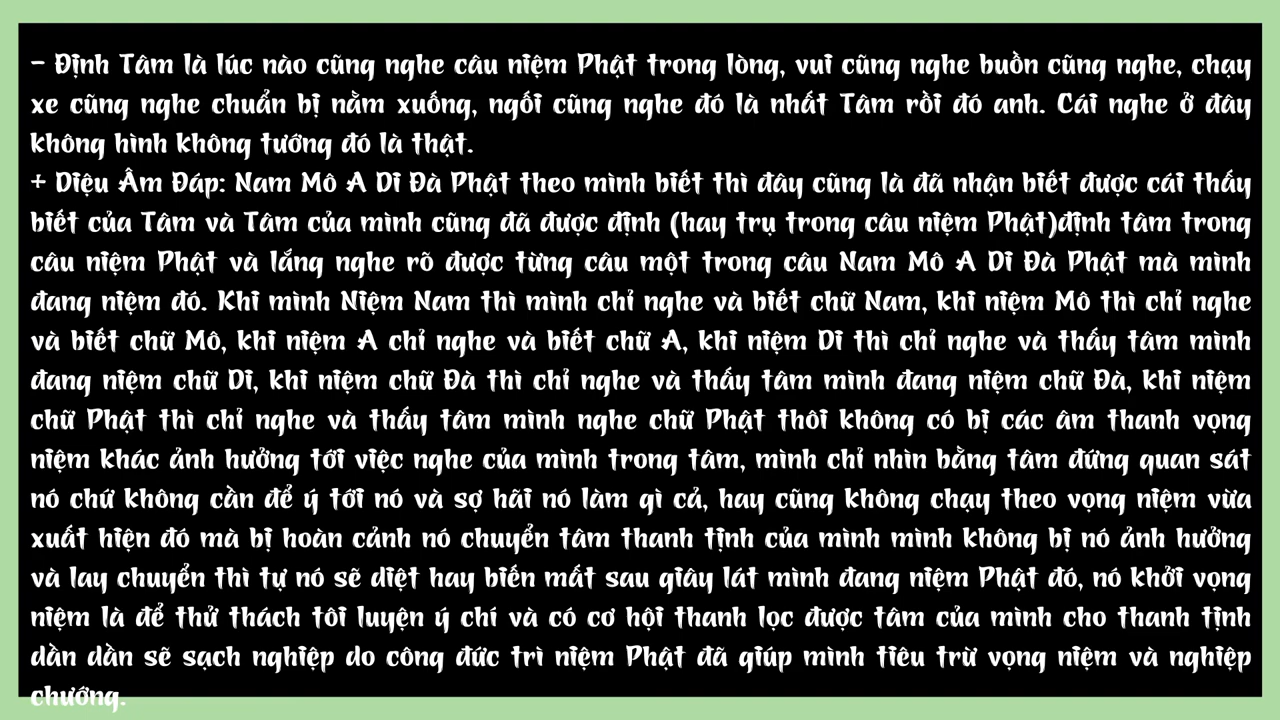 – Định Tâm là lúc nào cũng nghe câu niệm Phật trong lòng, vui cũng nghe buồn cũng nghe, chạy
xe cũng nghe chuẩn bị nằm xuống, ngối cũng nghe đó là nhất Tâm rồi đó anh. Cái nghe ở đây
không hình không tướng đó là thật.
+ Diệu Âm Đáp: Nam Mô A Di Đà Phật theo mình biết thì đây cũng là đã nhận biết được cái thấy
biết của Tâm và Tâm của mình cũng đã được định (hay trụ trong câu niệm Phật)định tâm trong
câu niệm Phật và lắng nghe rõ được từng câu một trong câu Nam Mô A Di Đà Phật mà mình
đang niệm đó. Khi mình Niệm Nam thì mình chỉ nghe và biết chữ Nam, khi niệm Mô thì chỉ nghe
và biết chữ Mô, khi niệm A chỉ nghe và biết chữ A, khi niệm Di thì chỉ nghe và thấy tâm mình
đang niệm chữ Di, khi niệm chữ Đà thì chỉ nghe và thấy tâm mình đang niệm chữ Đà, khi niệm
chữ Phật thì chỉ nghe và thấy tâm mình nghe chữ Phật thôi không có bị các âm thanh vọng
niệm khác ảnh hưởng tới việc nghe của mình trong tâm, mình chỉ nhìn bằng tâm đứng quan sát
nó chứ không cần để ý tới nó và sợ hãi nó làm gì cả, hay cũng không chạy theo vọng niệm vừa
xuất hiện đó mà bị hoàn cảnh nó chuyển tâm thanh tịnh của mình mình không bị nó ảnh hưởng
và lay chuyển thì tự nó sẽ diệt hay biến mất sau giây lát mình đang niệm Phật đó, nó khởi vọng
niệm là để thử thách tôi luyện ý chí và có cơ hội thanh lọc được tâm của mình cho thanh tịnh
dần dần sẽ sạch nghiệp do công đức trì niệm Phật đã giúp mình tiêu trừ vọng niệm và nghiệp
chướng.